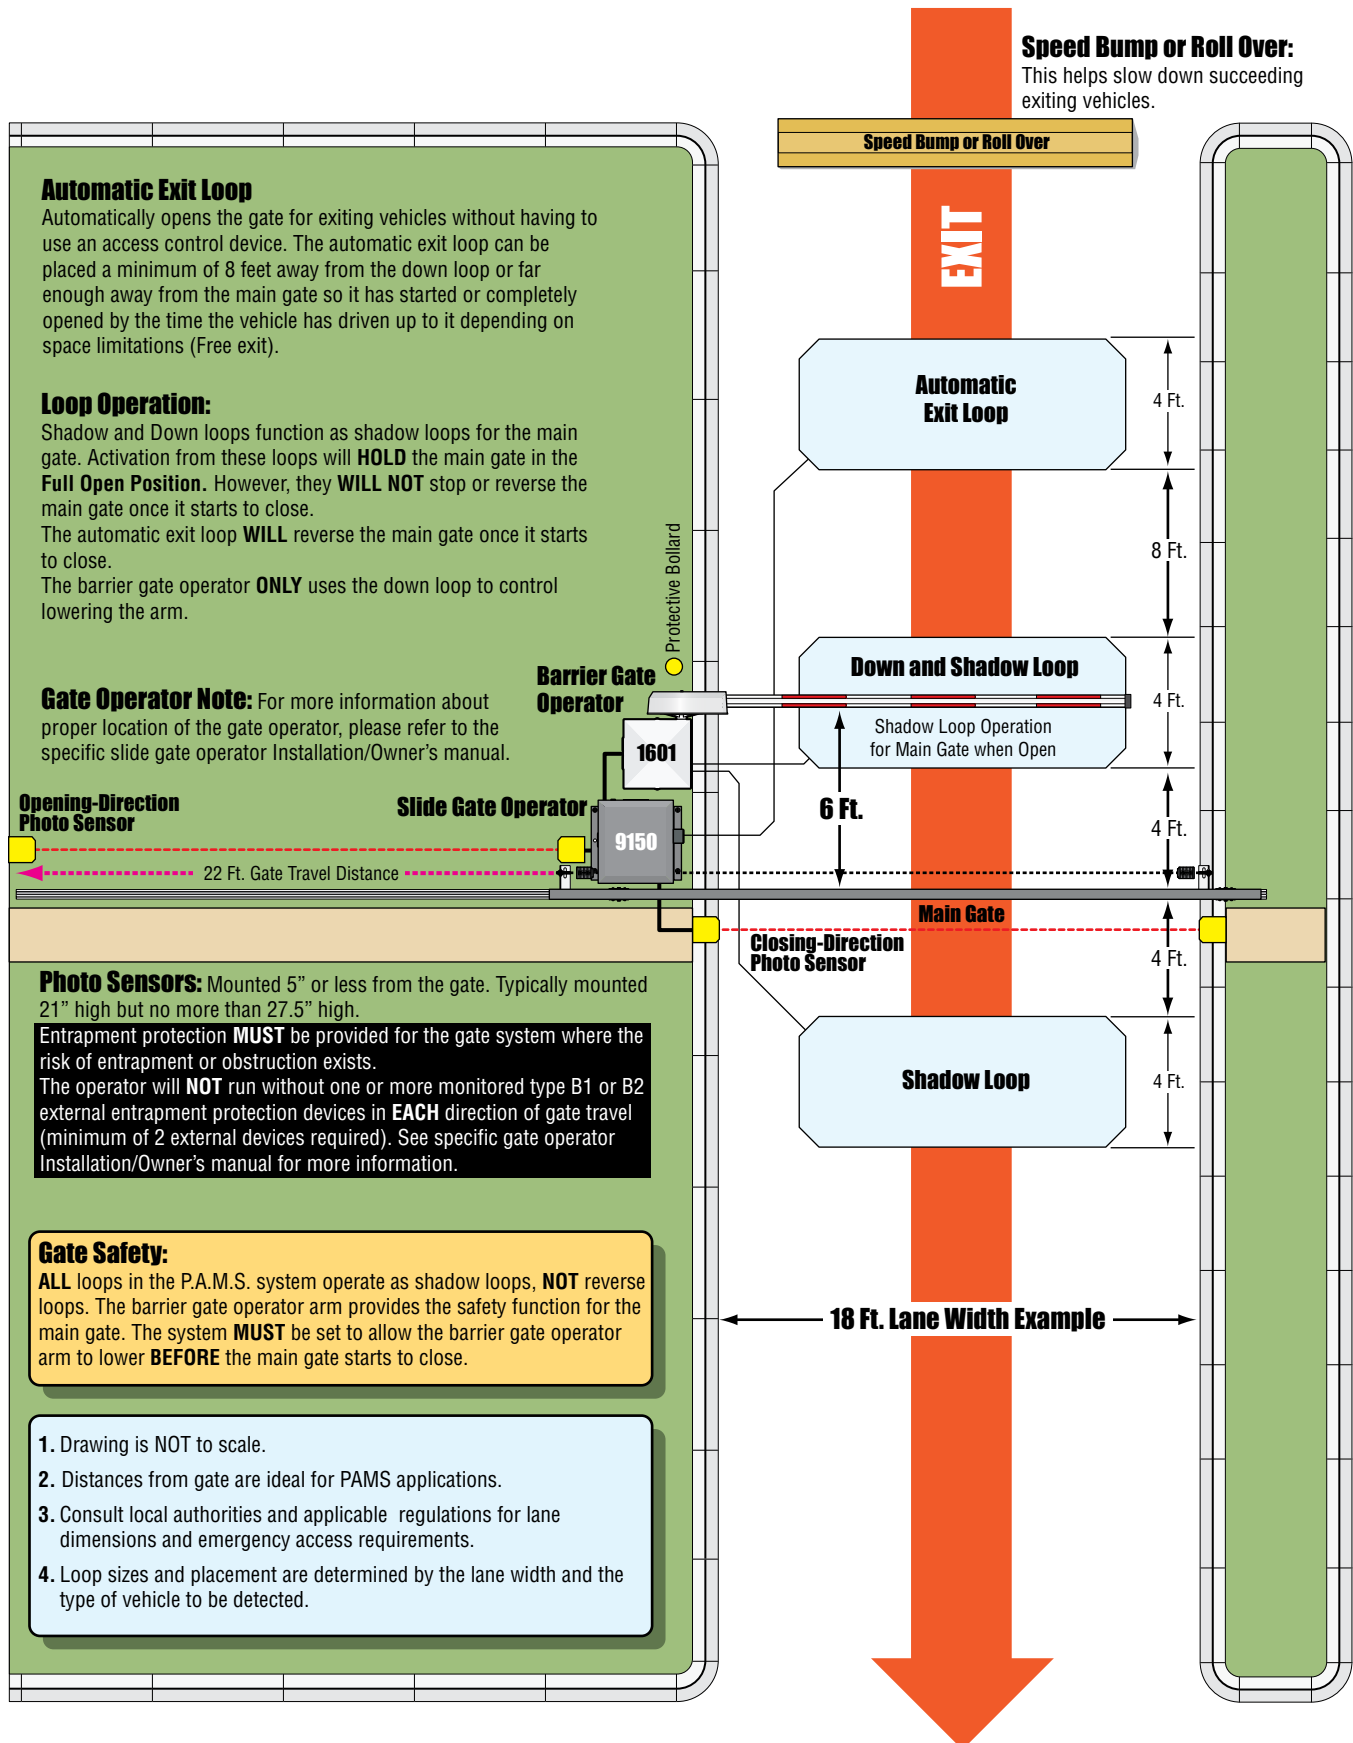 Speed Bump or Roll Over:
This helps slow down succeeding
exiting vehicles.
Speed Bump or Roll Over
EXIT
Automatic Exit Loop
Automatically opens the gate for exiting vehicles without having to
use an access control device. The automatic exit loop can be
placed a minimum of 8 feet away from the down loop or far
enough away from the main gate so it has started or completely
opened by the time the vehicle has driven up to it depending on
space limitations (Free exit).
Loop Operation:
Shadow and Down loops function as shadow loops for the main
gate. Activation from these loops will HOLD the main gate in the
Full Open Position. However, they WILL NOT stop or reverse the
main gate once it starts to close.
The automatic exit loop WILL reverse the main gate once it starts
to close.
The barrier gate operator ONLY uses the down loop to control
lowering the arm.
Automatic
Exit Loop
4 Ft.
8 Ft.
Protective Bollard
Gate Operator Note: For more information about
proper location of the gate operator, please refer to the
specific slide gate operator Installation/Owner's manual.
Barrier Gate
Operator
1601
Down and Shadow Loop
Shadow Loop Operation
for Main Gate when Open
4 Ft.
6 Ft.
4 Ft.
Opening-Direction
Photo Sensor
Slide Gate Operator
9150
22 Ft. Gate Travel Distance
Main Gate
Closing-Direction
Photo Sensor
4 Ft.
Photo Sensors: Mounted 5” or less from the gate. Typically mounted
21” high but no more than 27.5” high.
Entrapment protection MUST be provided for the gate system where the
risk of entrapment or obstruction exists.
The operator will NOT run without one or more monitored type B1 or B2
external entrapment protection devices in EACH direction of gate travel
(minimum of 2 external devices required). See specific gate operator
Installation/Owner’s manual for more information.
Shadow Loop
4 Ft.
Gate Safety:
ALL loops in the P.A.M.S. system operate as shadow loops, NOT reverse
loops. The barrier gate operator arm provides the safety function for the
main gate. The system MUST be set to allow the barrier gate operator
arm to lower BEFORE the main gate starts to close.
18 Ft. Lane Width Example
1. Drawing is NOT to scale.
2. Distances from gate are ideal for PAMS applications.
3. Consult local authorities and applicable regulations for lane
dimensions and emergency access requirements.
4. Loop sizes and placement are determined by the lane width and the
type of vehicle to be detected.